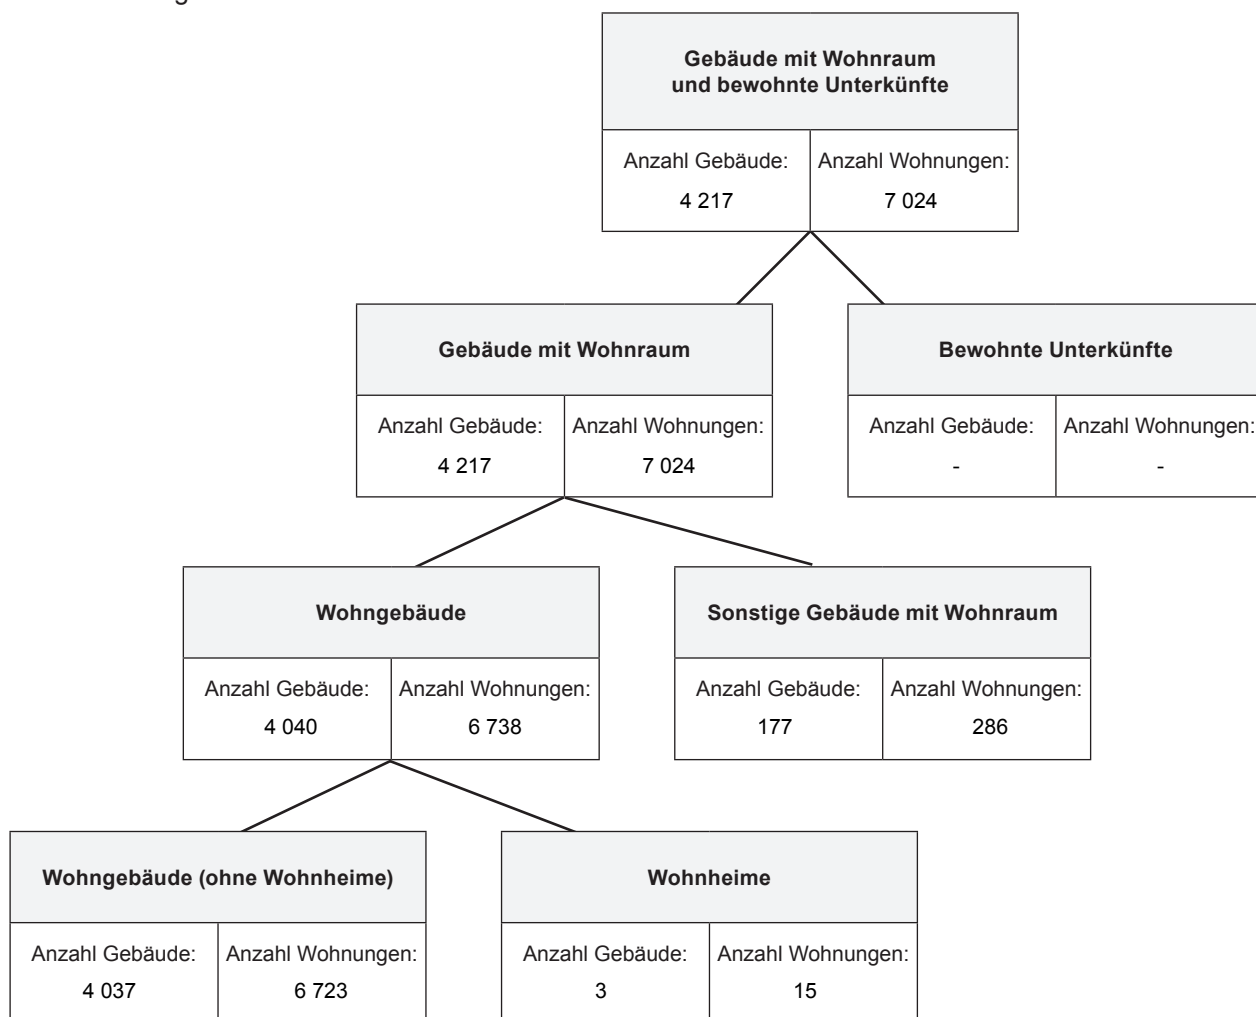 Gebäude mit Wohnraum
und bewohnte Unterkünfte
Anzahl Gebäude: Anzahl Wohnungen:
4 217 7 024
Gebäude mit Wohnraum Bewohnte Unterkünfte
Anzahl Gebäude: Anzahl Wohnungen: Anzahl Gebäude: Anzahl Wohnungen:
4 217 7 024 - -
Wohngebäude Sonstige Gebäude mit Wohnraum
Anzahl Gebäude: Anzahl Wohnungen: Anzahl Gebäude: Anzahl Wohnungen:
4 040 6 738 177 286
Wohngebäude (ohne Wohnheime) Wohnheime
Anzahl Gebäude: Anzahl Wohnungen: Anzahl Gebäude: Anzahl Wohnungen:
4 037 6 723 3 15